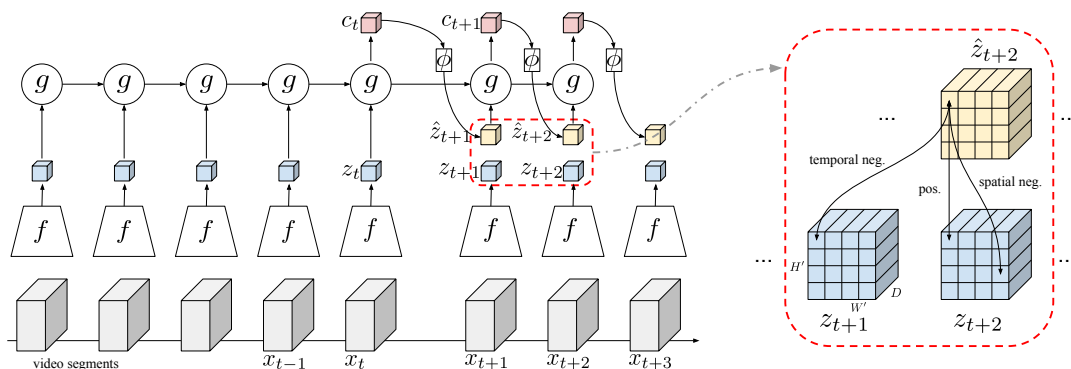 c_t c_{t+1}
ϕ ϕ ϕ
g g g g g g g
ẑ_{t+1} ẑ_{t+2}
z_t z_{t+1} z_{t+2}
f f f f f f f f
x_{t-1} x_t x_{t+1} x_{t+2} x_{t+3}
video segments
ẑ_{t+2}
... ..
temporal neg.
pos. spatial neg.
... ..
H' D
W'
z_{t+1} z_{t+2}